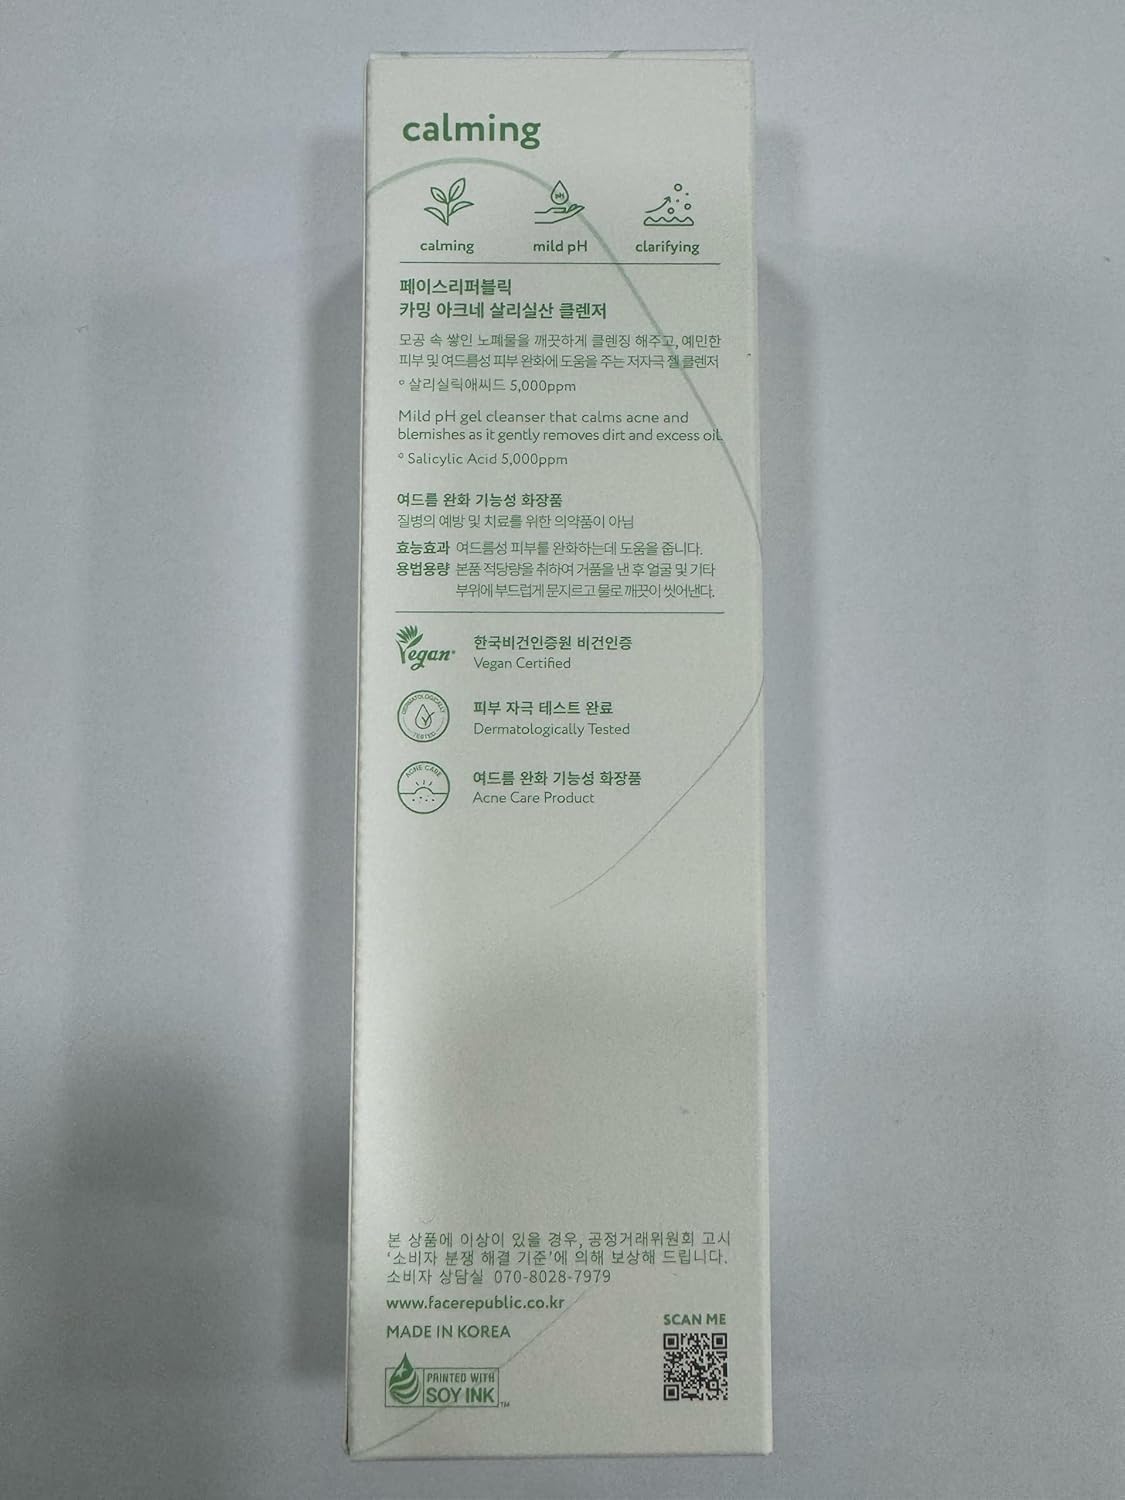 calming
calming mild pH clarifying
페이스리퍼블릭
카밍 아크네 살리실산 클렌저
모공 속 쌓인 노폐물을 깨끗하게 클렌징 해주고, 예민한
피부 및 여드름성 피부 완화에 도움을 주는 저자극 젤 클렌저
° 살리실릭애씨드 5,000ppm
Mild pH gel cleanser that calms acne and
blemishes as it gently removes dirt and excess oil.
° Salicylic Acid 5,000ppm
여드름 완화 기능성 화장품
질병의 예방 및 치료를 위한 의약품이 아님
효능효과 여드름성 피부를 완화하는데 도움을 줍니다.
용법용량 본품 적당량을 취하여 거품을 낸 후 얼굴 및 기타
부위에 부드럽게 문지르고 물로 깨끗이 씻어낸다.
Vegan
한국비건인증원 비건인증
Vegan Certified
DERMATOLOGICALLY TESTED
피부 자극 테스트 완료
Dermatologically Tested
ACNE CARE
여드름 완화 기능성 화장품
Acne Care Product
본 상품에 이상이 있을 경우, 공정거래위원회 고시
'소비자 분쟁 해결 기준'에 의해 보상해 드립니다.
소비자 상담실 070-8028-7979
www.facerepublic.co.kr
MADE IN KOREA
SCAN ME
PRINTED WITH
SOY INK TM